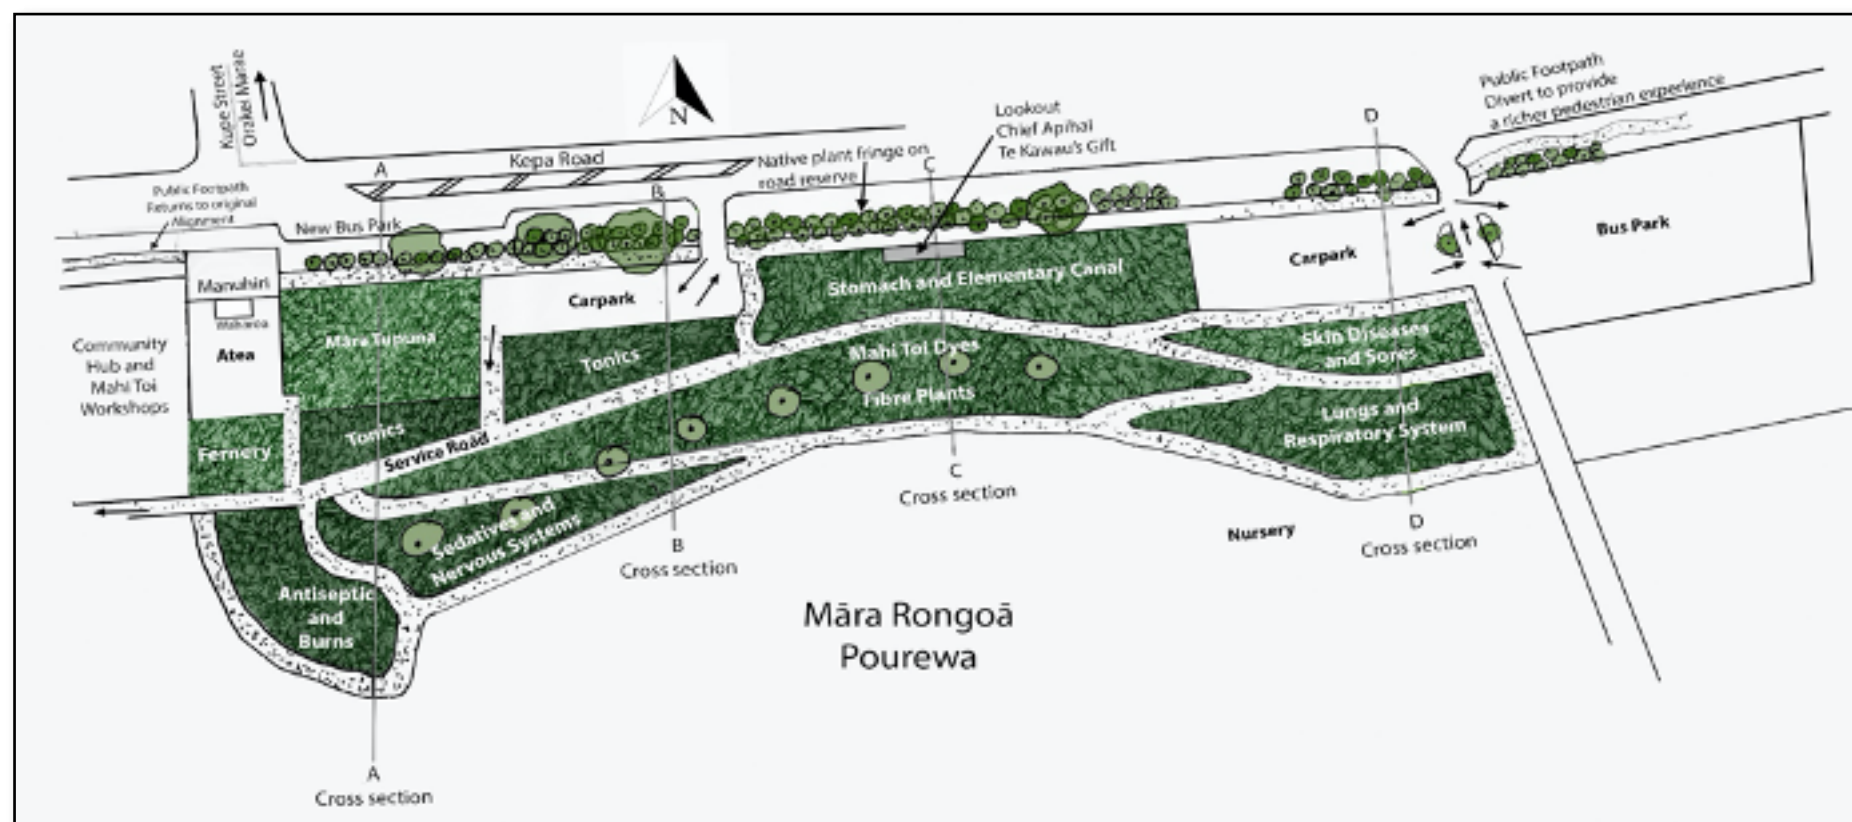 Kupe Street
Orakei Marae
N
Kepa Road
A
B
C
D
Public Footpath
Returns to original
Alignment
New Bus Park
Native plant fringe on
road reserve
Lookout
Chief Apihai
Te Kawau's Gift
Public Footpath
Divert to provide
a richer pedestrian experience
Manuhiri
Waharoa
Atea
Community
Hub and
Mahi Toi
Workshops
Māra Tupuna
Carpark
Stomach and Elementary Canal
Carpark
Bus Park
Tonics
Mahi Toi Dyes
Fibre Plants
Skin Diseases
and Sores
Fernery
Tonics
Service Road
Lungs and
Respiratory System
Sedatives and
Nervous Systems
Antiseptic
and
Burns
Nursery
A
Cross section
B
Cross section
C
Cross section
D
Cross section
Māra Rongoā
Pourewa